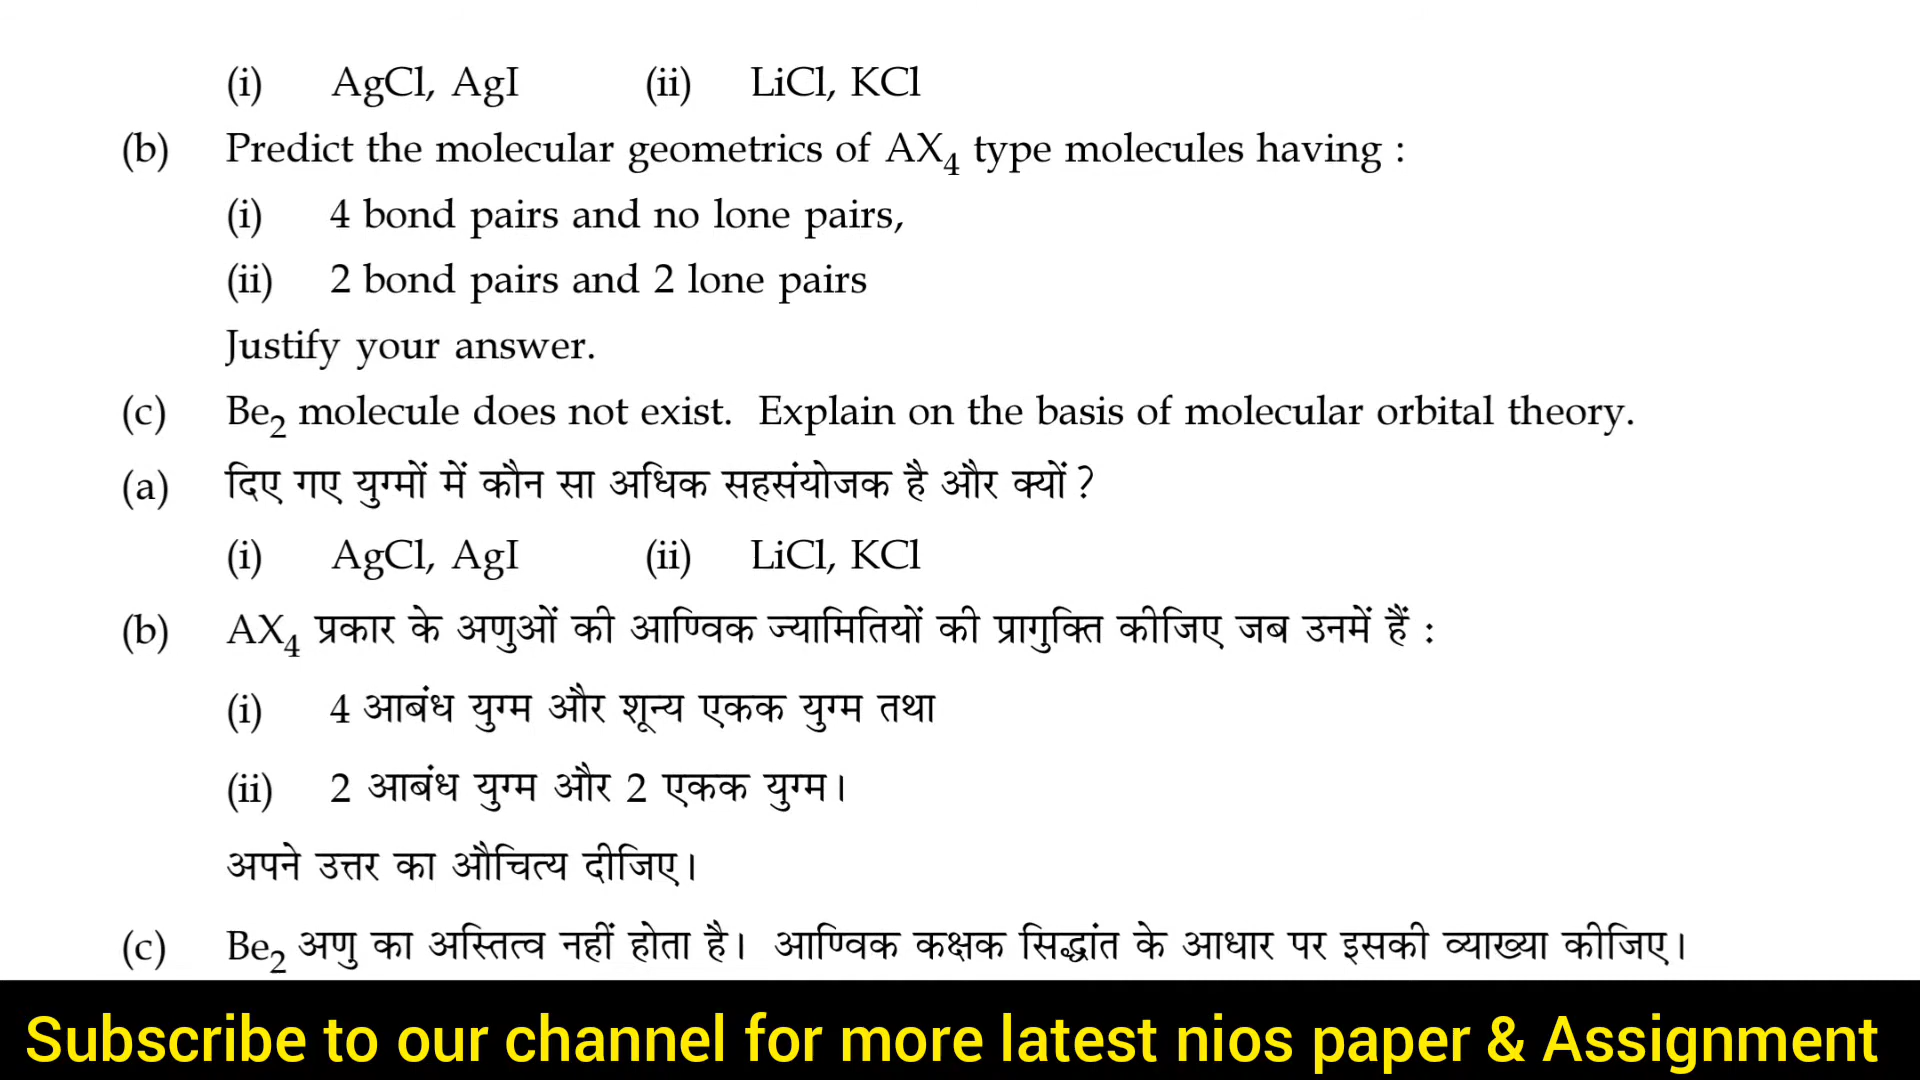 (i) AgCl, AgI (ii) LiCl, KCl
(b) Predict the molecular geometrics of AX₄ type molecules having :
(i) 4 bond pairs and no lone pairs,
(ii) 2 bond pairs and 2 lone pairs
Justify your answer.
(c) Be₂ molecule does not exist. Explain on the basis of molecular orbital theory.
(a) दिए गए युग्मों में कौन सा अधिक सहसंयोजक है और क्यों ?
(i) AgCl, AgI (ii) LiCl, KCl
(b) AX₄ प्रकार के अणुओं की आण्विक ज्यामितियों की प्रागुक्ति कीजिए जब उनमें हैं :
(i) 4 आबंध युग्म और शून्य एकक युग्म तथा
(ii) 2 आबंध युग्म और 2 एकक युग्म।
अपने उत्तर का औचित्य दीजिए।
(c) Be₂ अणु का अस्तित्व नहीं होता है। आण्विक कक्षक सिद्धांत के आधार पर इसकी व्याख्या कीजिए।
Subscribe to our channel for more latest nios paper & Assignment